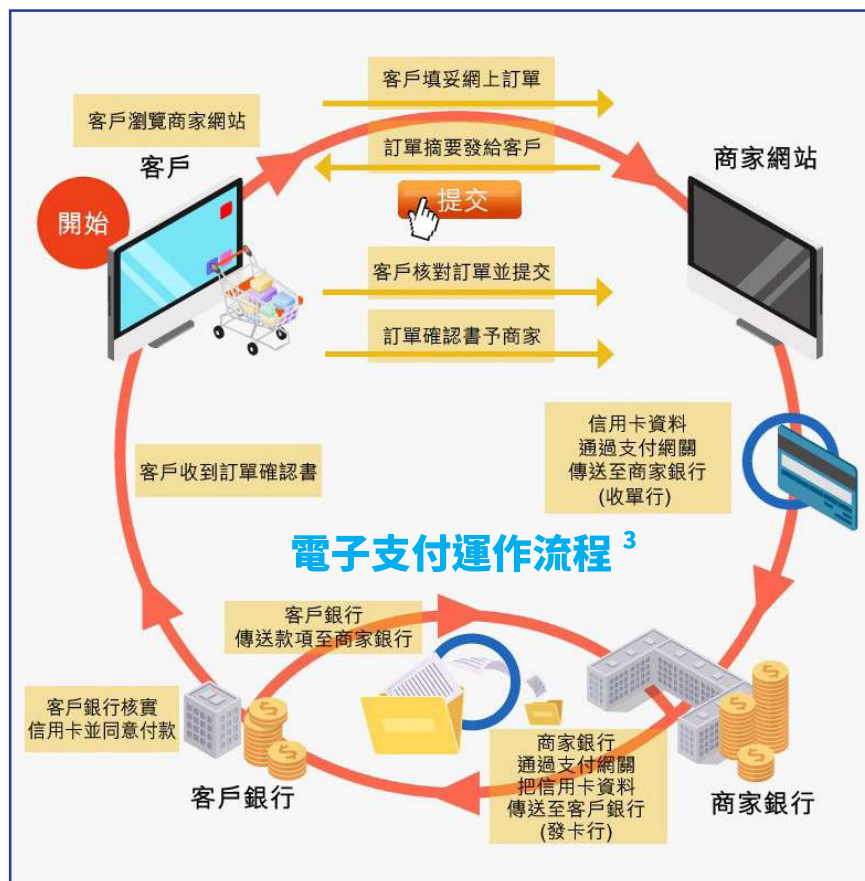 客戶填妥網上訂單
客戶瀏覽商家網站
訂單摘要發給客戶
客戶
商家網站
開始
提交
客戶核對訂單並提交
訂單確認書予商家
信用卡資料
通過支付網關
傳送至商家銀行
(收單行)
客戶收到訂單確認書
電子支付運作流程 3
客戶銀行
傳送款項至商家銀行
客戶銀行核實
信用卡並同意付款
商家銀行
通過支付網關
把信用卡資料
傳送至客戶銀行
(發卡行)
客戶銀行
商家銀行